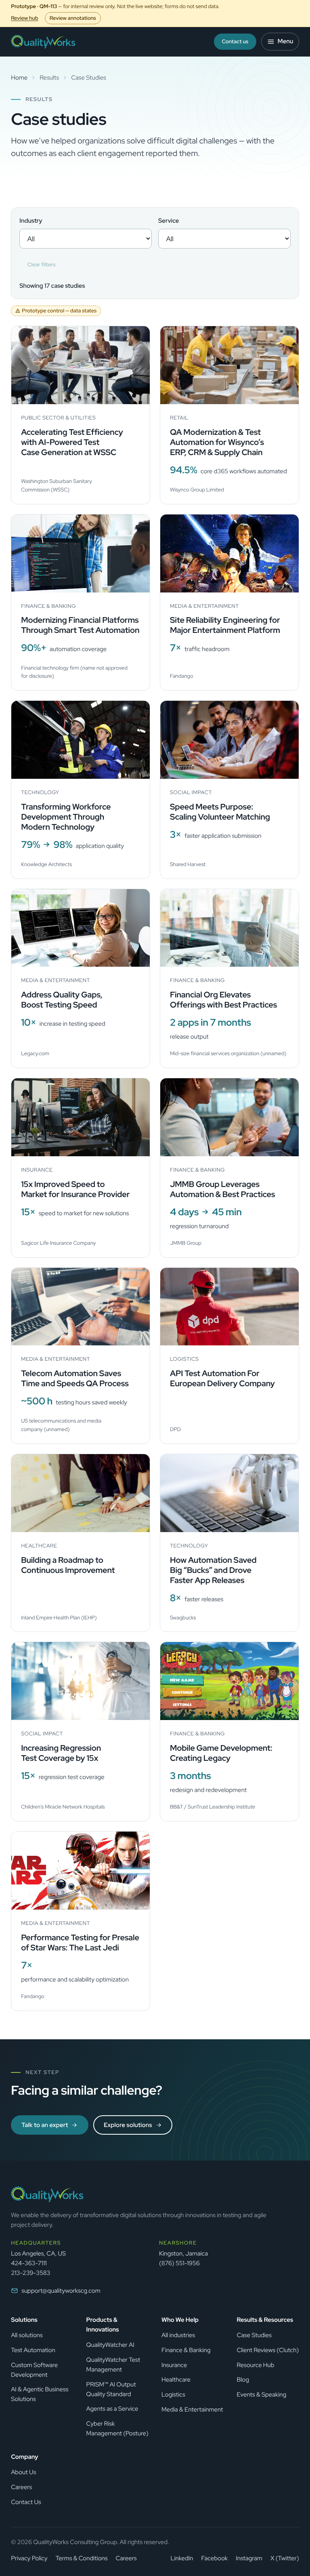 Prototype · QM-113 — for internal review only. Not the live website; forms do not send data.
Review hub
Review annotations
QualityWorks
Contact us
Menu
Home > Results > Case Studies
RESULTS
Case studies
How we've helped organizations solve difficult digital challenges — with the
outcomes as each client engagement reported them.
Industry
Service
All
All
Clear filters
Showing 17 case studies
⚠ Prototype control — data states
PUBLIC SECTOR & UTILITIES
Accelerating Test Efficiency
with AI-Powered Test
Case Generation at WSSC
Washington Suburban Sanitary
Commission (WSSC)
RETAIL
QA Modernization & Test
Automation for Wisynco's
ERP, CRM & Supply Chain
94.5% core d365 workflows automated
Wisynco Group Limited
FINANCE & BANKING
Modernizing Financial Platforms
Through Smart Test Automation
90%+ automation coverage
Financial technology firm (name not approved
for disclosure)
MEDIA & ENTERTAINMENT
Site Reliability Engineering for
Major Entertainment Platform
7× traffic headroom
Fandango
TECHNOLOGY
Transforming Workforce
Development Through
Modern Technology
79% → 98% application quality
Knowledge Architects
SOCIAL IMPACT
Speed Meets Purpose:
Scaling Volunteer Matching
3× faster application submission
Shared Harvest
MEDIA & ENTERTAINMENT
Address Quality Gaps,
Boost Testing Speed
10× increase in testing speed
Legacy.com
FINANCE & BANKING
Financial Org Elevates
Offerings with Best Practices
2 apps in 7 months
release output
Mid-size financial services organization (unnamed)
INSURANCE
15x Improved Speed to
Market for Insurance Provider
15× speed to market for new solutions
Sagicor Life Insurance Company
FINANCE & BANKING
JMMB Group Leverages
Automation & Best Practices
4 days → 45 min
regression turnaround
JMMB Group
MEDIA & ENTERTAINMENT
Telecom Automation Saves
Time and Speeds QA Process
~500 h testing hours saved weekly
US telecommunications and media
company (unnamed)
dpd
LOGISTICS
API Test Automation For
European Delivery Company
DPD
HEALTHCARE
Building a Roadmap to
Continuous Improvement
Inland Empire Health Plan (IEHP)
TECHNOLOGY
How Automation Saved
Big "Bucks" and Drove
Faster App Releases
8× faster releases
Swagbucks
SOCIAL IMPACT
Increasing Regression
Test Coverage by 15x
15× regression test coverage
Children's Miracle Network Hospitals
LEGACY
NEW GAME
CONTINUE
SETTINGS
FINANCE & BANKING
Mobile Game Development:
Creating Legacy
3 months
redesign and redevelopment
BB&T / SunTrust Leadership Institute
MEDIA & ENTERTAINMENT
Performance Testing for Presale
of Star Wars: The Last Jedi
7×
performance and scalability optimization
Fandango
NEXT STEP
Facing a similar challenge?
Talk to an expert →
Explore solutions →
QualityWorks
We enable the delivery of transformative digital solutions through innovations in testing and agile
project delivery.
HEADQUARTERS
Los Angeles, CA, US
424-363-7111
213-239-3583
NEARSHORE
Kingston, Jamaica
(876) 551-1956
support@qualityworkscg.com
Solutions
All solutions
Test Automation
Custom Software
Development
AI & Agentic Business
Solutions
Products &
Innovations
QualityWatcher AI
QualityWatcher Test
Management
PRISM™ AI Output
Quality Standard
Agents as a Service
Cyber Risk
Management (Posture)
Who We Help
All industries
Finance & Banking
Insurance
Healthcare
Logistics
Media & Entertainment
Results & Resources
Case Studies
Client Reviews (Clutch)
Resource Hub
Blog
Events & Speaking
Company
About Us
Careers
Contact Us
© 2026 QualityWorks Consulting Group. All rights reserved.
Privacy Policy Terms & Conditions Careers
LinkedIn Facebook Instagram X (Twitter)